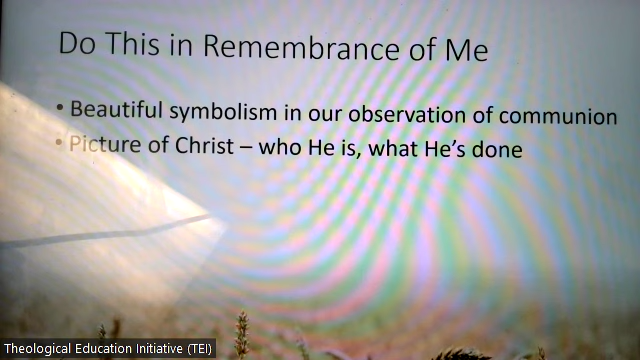 Do This in Remembrance of Me
• Beautiful symbolism in our observation of communion
• Picture of Christ – who He is, what He's done
Theological Education Initiative (TEI)